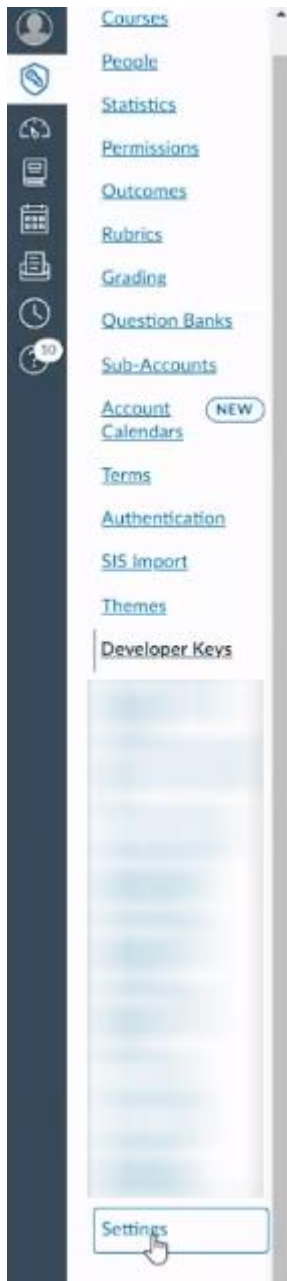 Courses
People
Statistics
Permissions
Outcomes
Rubrics
Grading
Question Banks
Sub-Accounts
Account NEW
Calendars
Terms
Authentication
SIS Import
Themes
Developer Keys
Settings
10